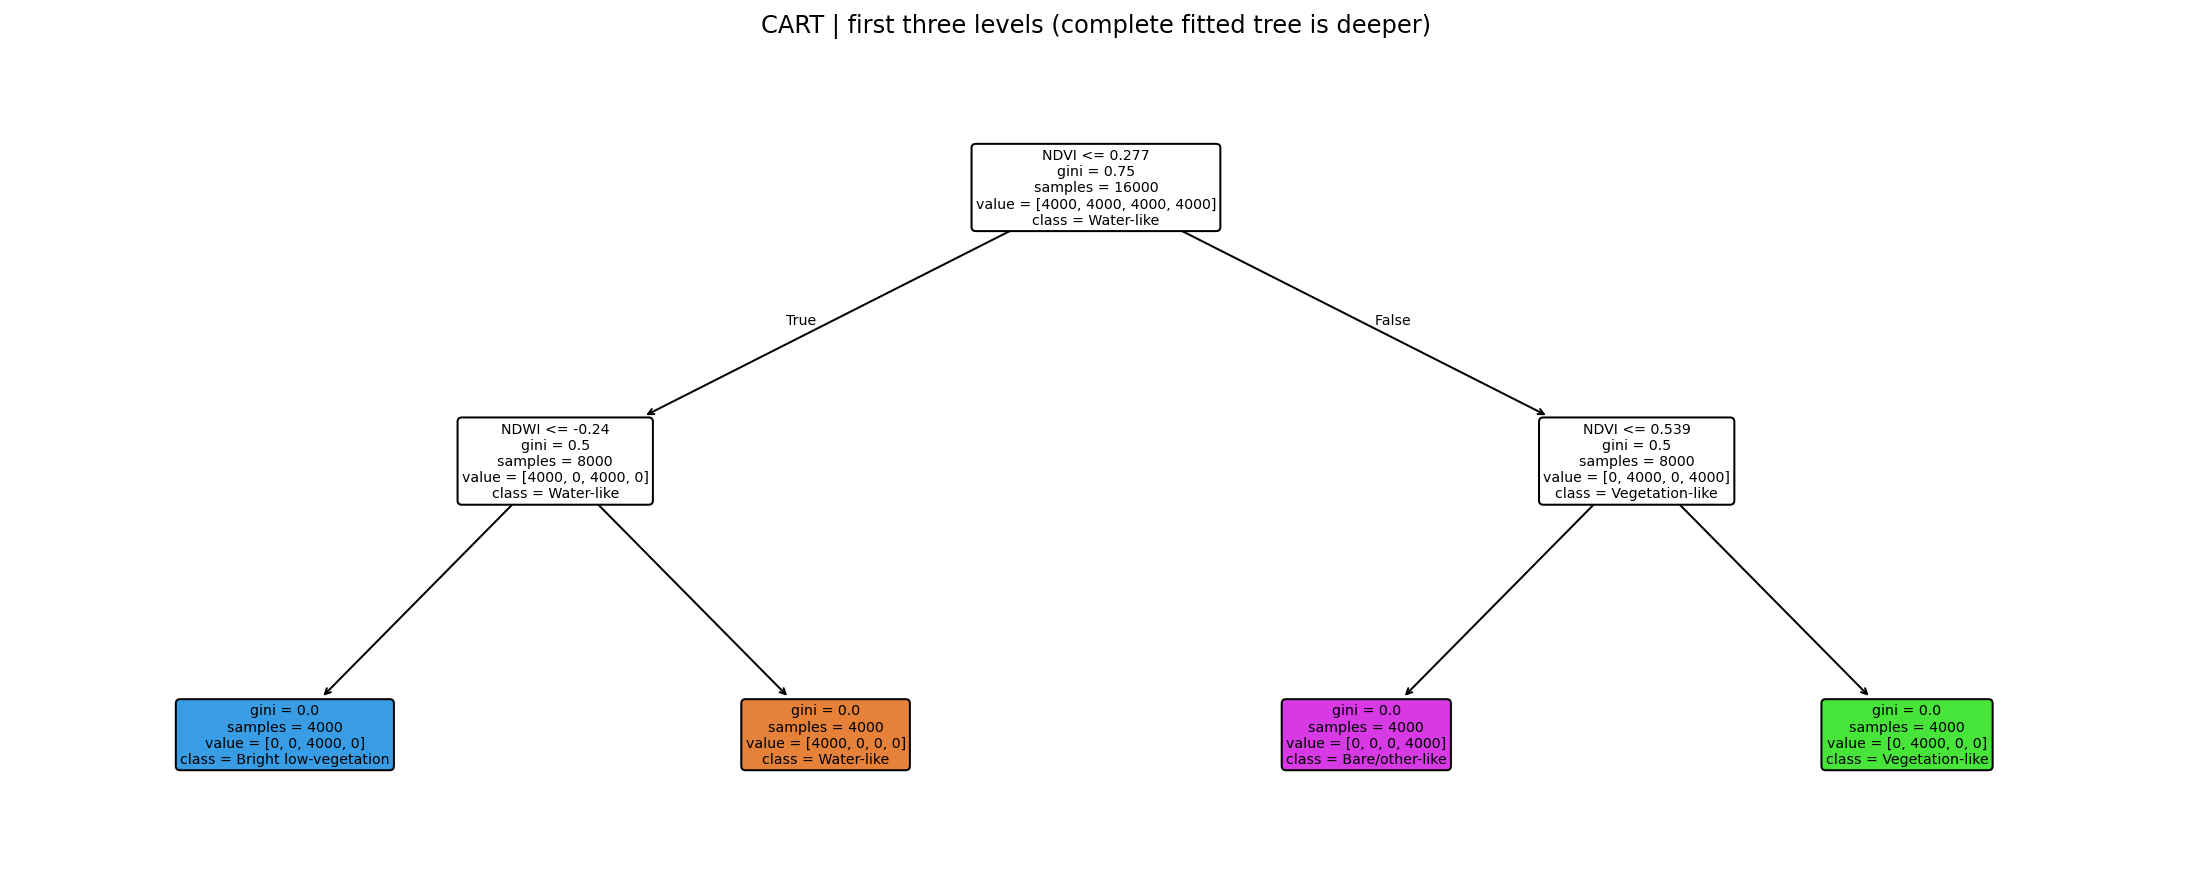 CART | first three levels (complete fitted tree is deeper)
NDVI <= 0.277
gini = 0.75
samples = 16000
value = [4000, 4000, 4000, 4000]
class = Water-like
True
False
NDWI <= -0.24
gini = 0.5
samples = 8000
value = [4000, 0, 4000, 0]
class = Water-like
NDVI <= 0.539
gini = 0.5
samples = 8000
value = [0, 4000, 0, 4000]
class = Vegetation-like
gini = 0.0
samples = 4000
value = [0, 0, 4000, 0]
class = Bright low-vegetation
gini = 0.0
samples = 4000
value = [4000, 0, 0, 0]
class = Water-like
gini = 0.0
samples = 4000
value = [0, 0, 0, 4000]
class = Bare/other-like
gini = 0.0
samples = 4000
value = [0, 4000, 0, 0]
class = Vegetation-like